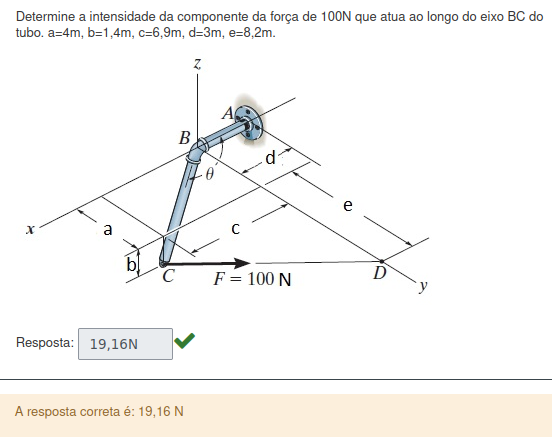 Determine a intensidade da componente da força de 100N que atua ao longo do eixo BC do
tubo. a=4m, b=1,4m, c=6,9m, d=3m, e=8,2m.
z
A
B
d
θ
e
x
a
c
b
C
F = 100 N
D
y
Resposta: 19,16N
A resposta correta é: 19,16 N